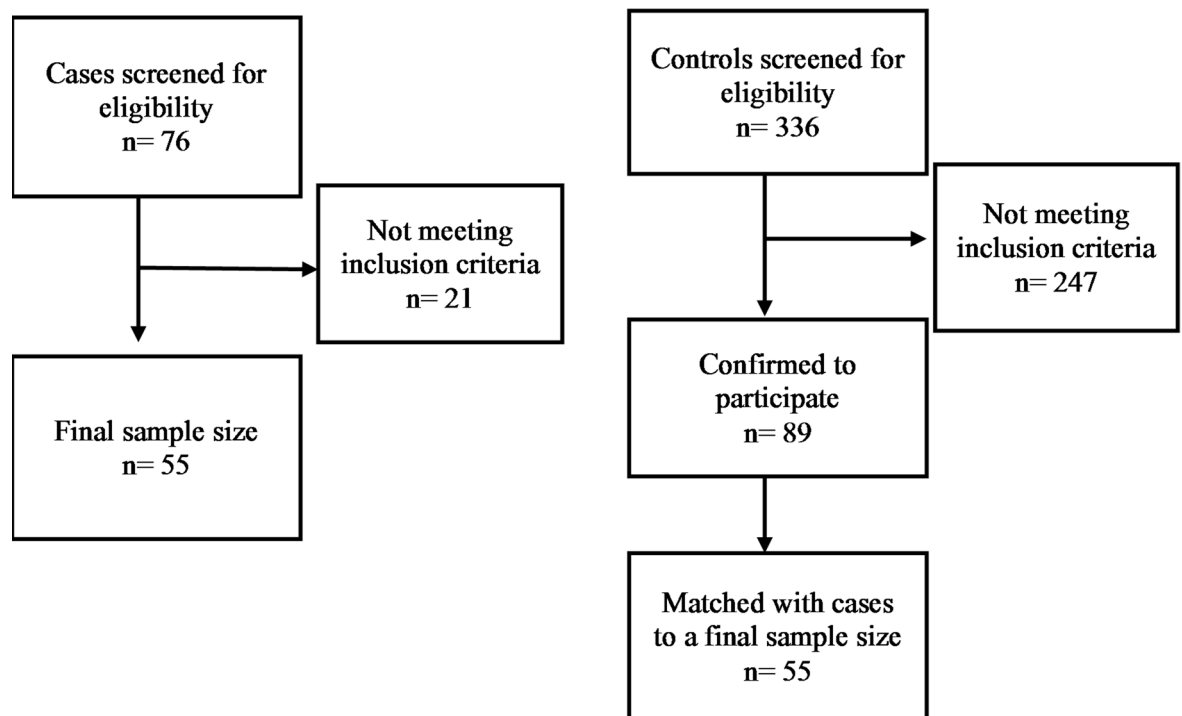 Cases screened for
eligibility
n= 76
Not meeting
inclusion criteria
n= 21
Final sample size
n= 55
Controls screened for
eligibility
n= 336
Not meeting
inclusion criteria
n= 247
Confirmed to
participate
n= 89
Matched with cases
to a final sample size
n= 55